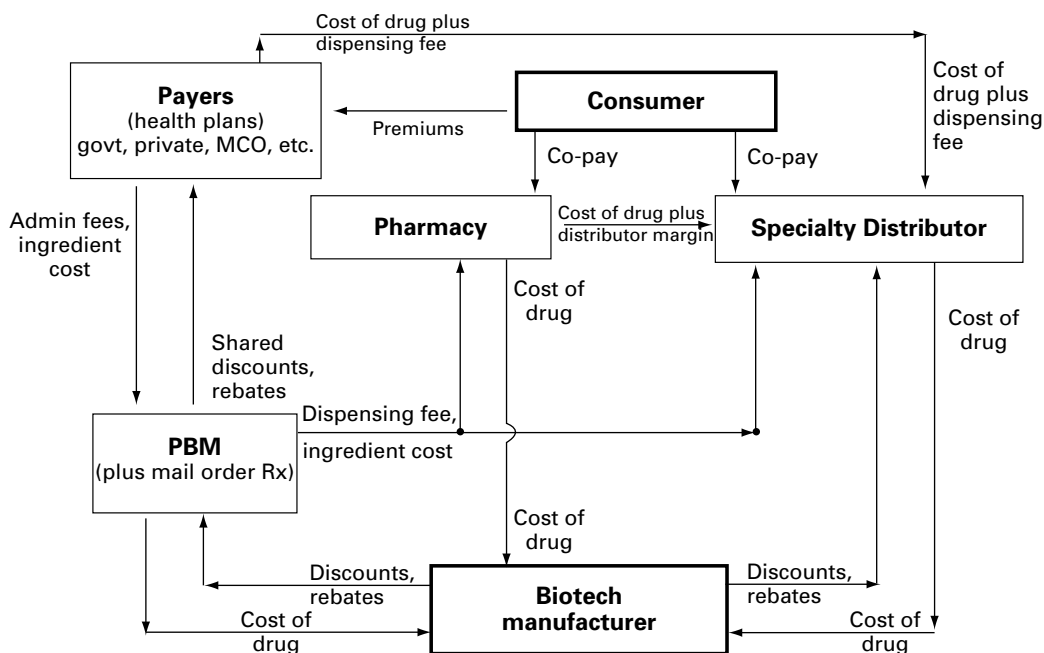 Cost of drug plus
dispensing fee
Payers
(health plans)
govt, private, MCO, etc.
Consumer
Cost of
drug plus
dispensing
fee
Premiums
Co-pay
Co-pay
Admin fees,
ingredient
cost
Pharmacy
Cost of drug plus
distributor margin
Specialty Distributor
Cost of
drug
Cost of
drug
Shared
discounts,
rebates
PBM
(plus mail order Rx)
Dispensing fee,
ingredient cost
Cost of
drug
Discounts,
rebates
Biotech
manufacturer
Discounts,
rebates
Cost of
drug
Cost of
drug